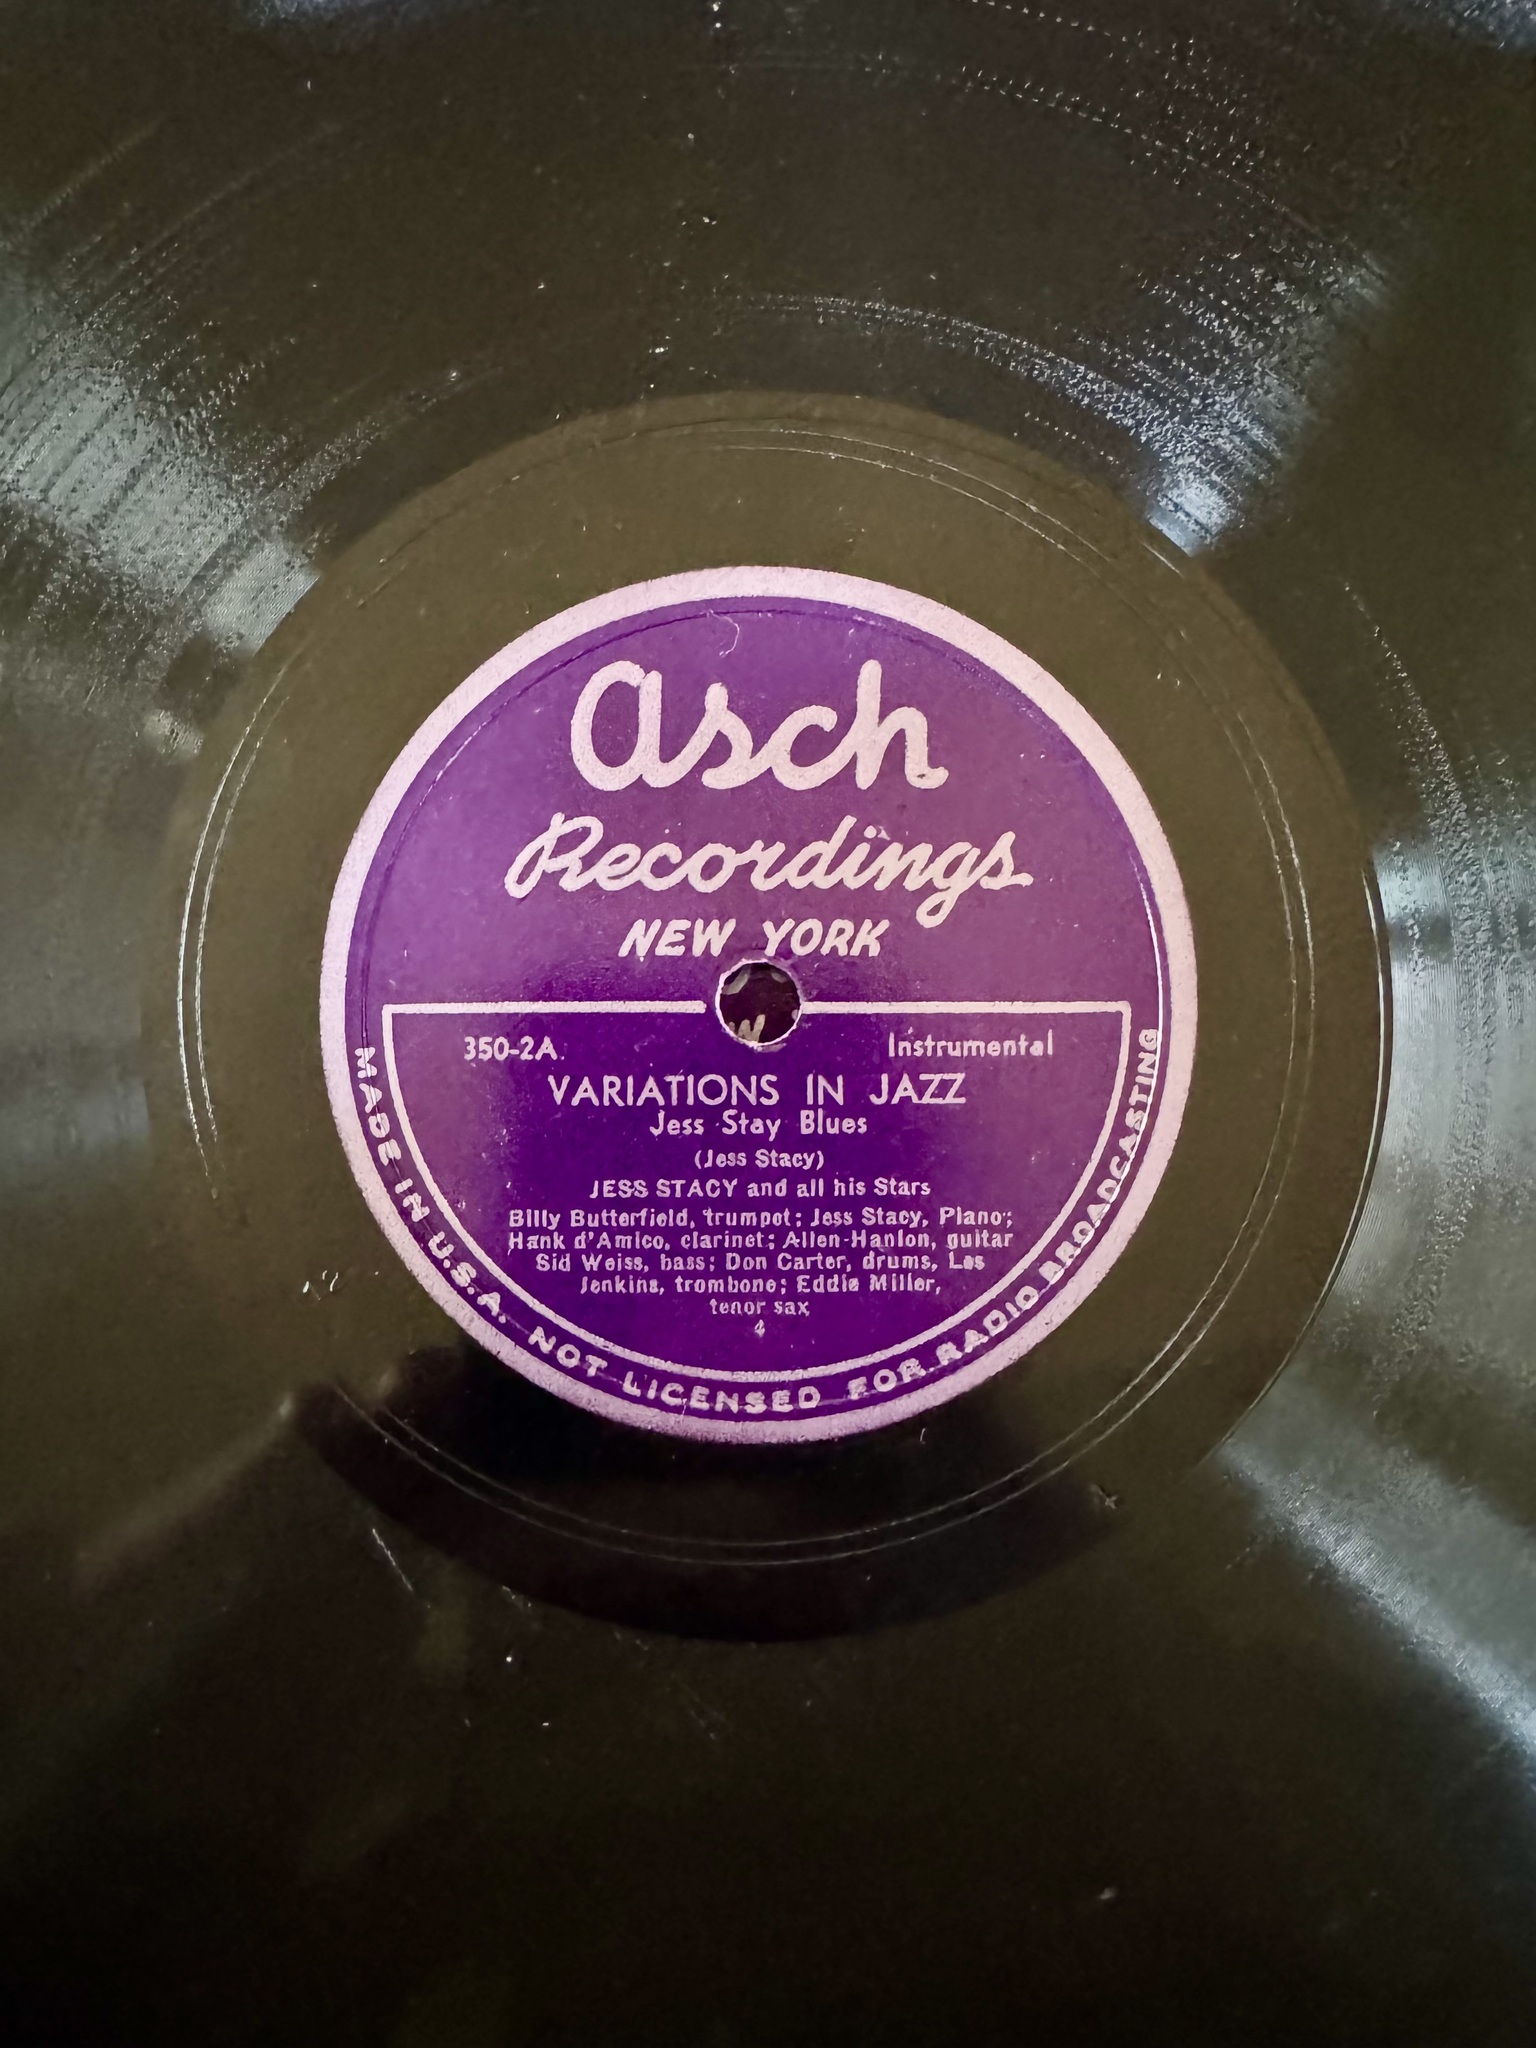 asch
Recordings
NEW YORK
350-2A.
Instrumental
VARIATIONS IN JAZZ
Jess Stay Blues
(Jess Stacy)
JESS STACY and all his Stars
Billy Butterfield, trumpet; Jess Stacy, Piano;
Hank d'Amico, clarinet; Allen-Hanlon, guitar
Sid Weiss, bass; Don Carter, drums, Les
Jenkins, trombone; Eddie Miller,
tenor sax
4
MADE IN U.S.A. NOT LICENSED FOR RADIO BROADCASTING